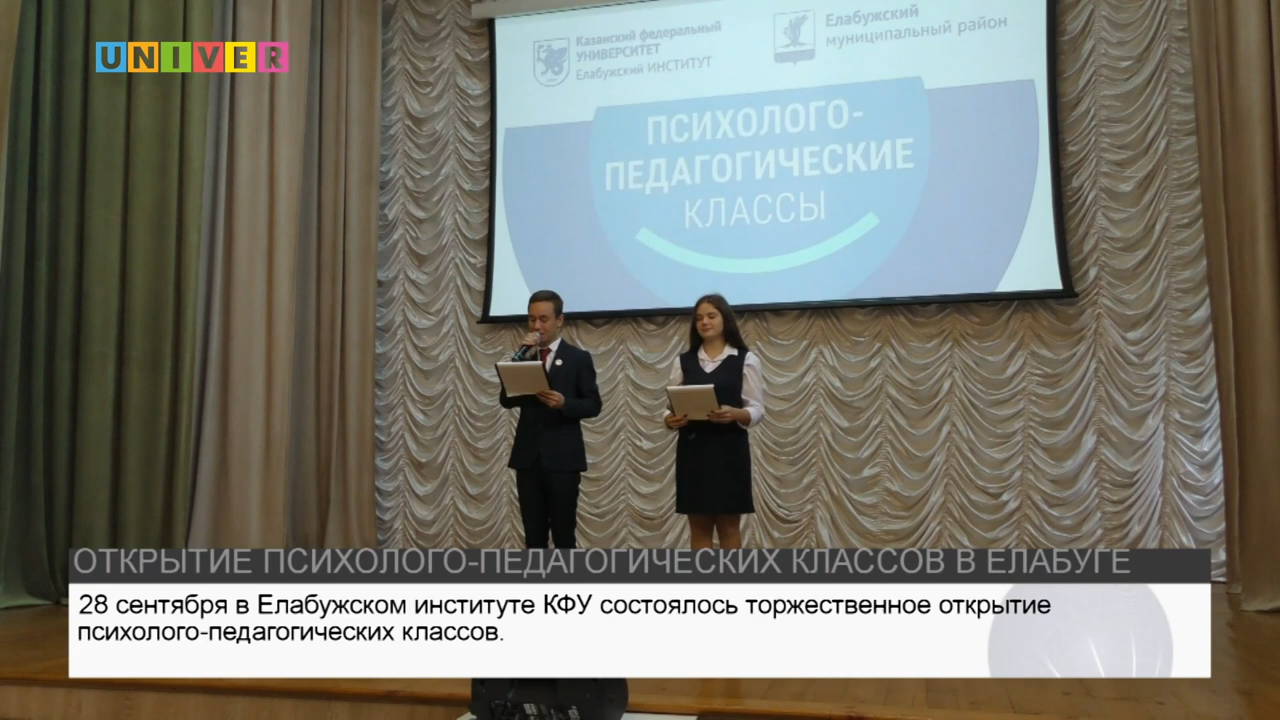 UNIVER
Казанский федеральный
УНИВЕРСИТЕТ
Елабужский ИНСТИТУТ
Елабужский
муниципальный район
ПСИХОЛОГО-
ПЕДАГОГИЧЕСКИЕ
КЛАССЫ
ОТКРЫТИЕ ПСИХОЛОГО-ПЕДАГОГИЧЕСКИХ КЛАССОВ В ЕЛАБУГЕ
28 сентября в Елабужском институте КФУ состоялось торжественное открытие
психолого-педагогических классов.